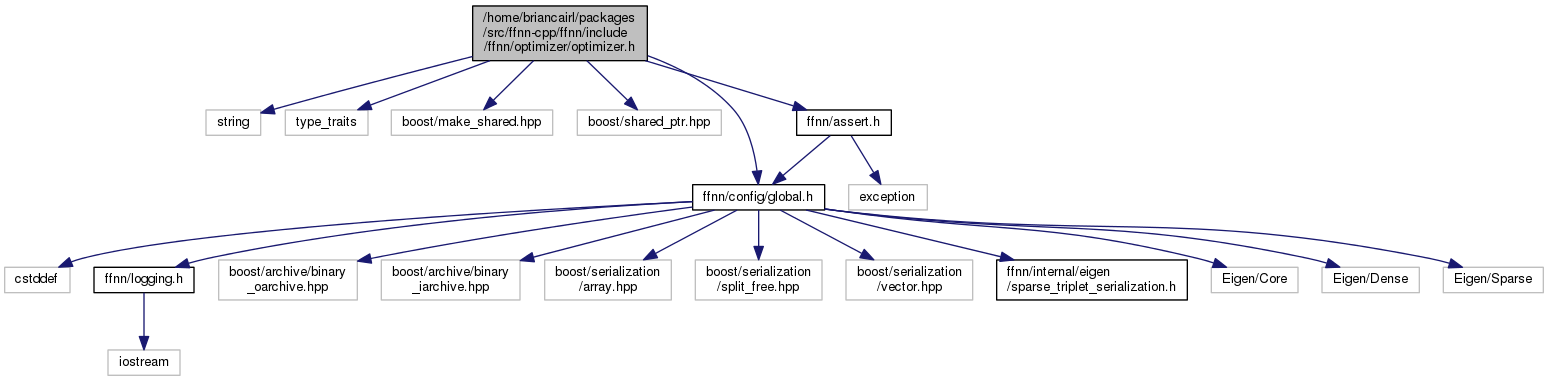 /home/briancairl/packages
/src/ffnn-cpp/ffnn/include
/ffnn/optimizer/optimizer.h
string
type_traits
boost/make_shared.hpp
boost/shared_ptr.hpp
ffnn/assert.h
ffnn/config/global.h
exception
cstddef
ffnn/logging.h
boost/archive/binary
_oarchive.hpp
boost/archive/binary
_iarchive.hpp
boost/serialization
/array.hpp
boost/serialization
/split_free.hpp
boost/serialization
/vector.hpp
ffnn/internal/eigen
/sparse_triplet_serialization.h
Eigen/Core
Eigen/Dense
Eigen/Sparse
iostream